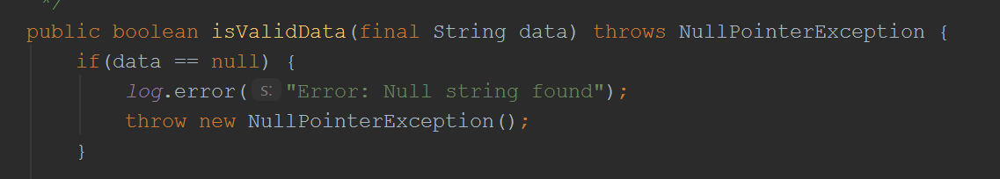 */
public boolean isValidData(final String data) throws NullPointerException {
if(data == null) {
log.error( s: "Error: Null string found");
throw new NullPointerException();
}